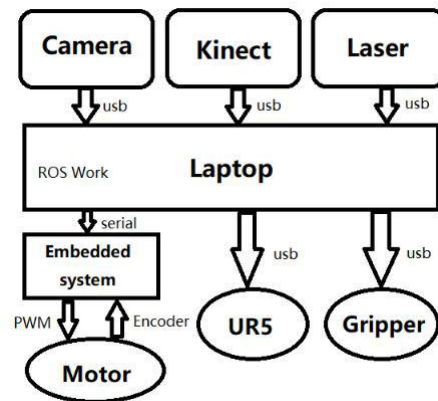 Camera
Kinect
Laser
usb
usb
usb
ROS Work
Laptop
serial
Embedded
system
usb
usb
PWM
Encoder
UR5
Gripper
Motor